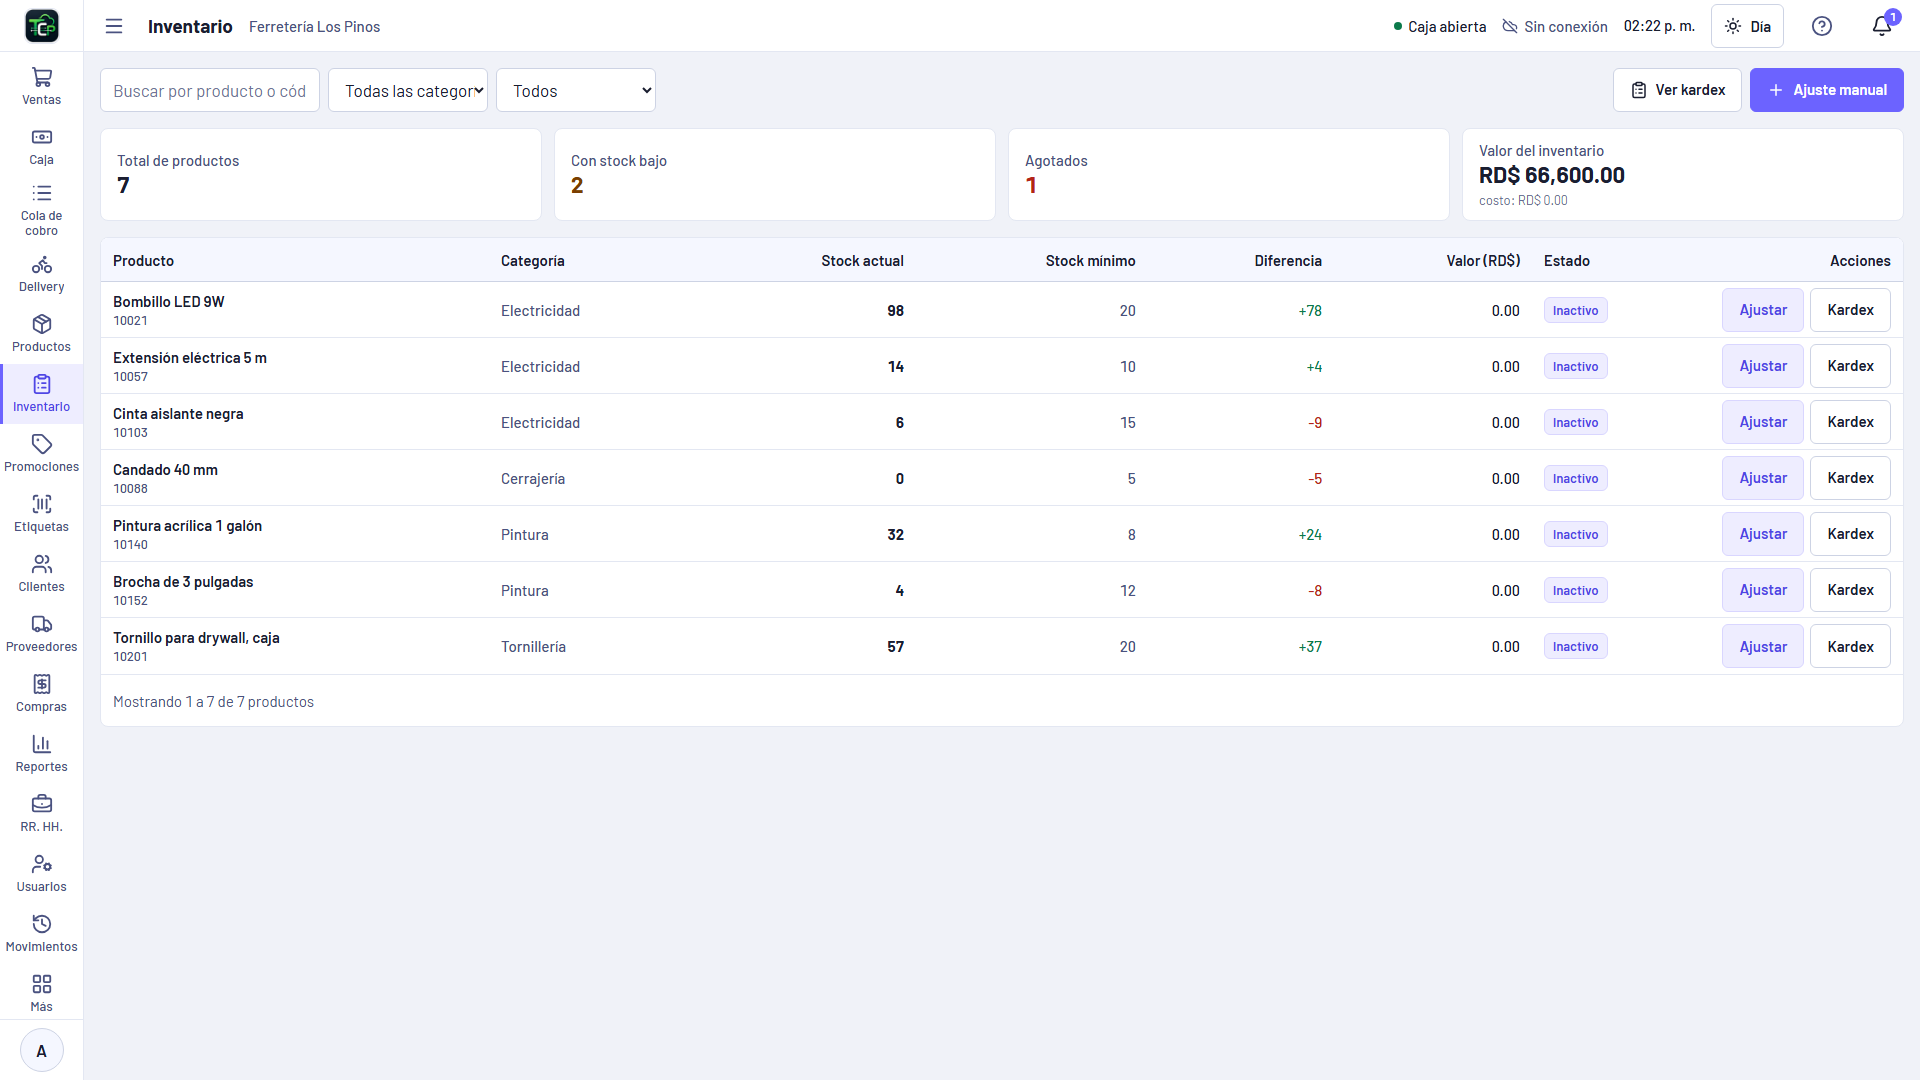 TCP
Inventario
Ferretería Los Pinos
Caja abierta
Sin conexión
02:22 p. m.
Día
1
Ventas
Caja
Cola de
cobro
Delivery
Productos
Inventario
Promociones
Etiquetas
Clientes
Proveedores
Compras
Reportes
RR. HH.
Usuarios
Movimientos
Más
A
Buscar por producto o cód
Todas las categor
Todos
Ver kardex
Ajuste manual
Total de productos
7
Con stock bajo
2
Agotados
1
Valor del inventario
RD$ 66,600.00
costo: RD$ 0.00
Producto Categoría Stock actual Stock mínimo Diferencia Valor (RD$) Estado Acciones
Bombillo LED 9W
10021
Electricidad 98 20 +78 0.00 Inactivo Ajustar Kardex
Extensión eléctrica 5 m
10057
Electricidad 14 10 +4 0.00 Inactivo Ajustar Kardex
Cinta aislante negra
10103
Electricidad 6 15 -9 0.00 Inactivo Ajustar Kardex
Candado 40 mm
10088
Cerrajería 0 5 -5 0.00 Inactivo Ajustar Kardex
Pintura acrílica 1 galón
10140
Pintura 32 8 +24 0.00 Inactivo Ajustar Kardex
Brocha de 3 pulgadas
10152
Pintura 4 12 -8 0.00 Inactivo Ajustar Kardex
Tornillo para drywall, caja
10201
Tornillería 57 20 +37 0.00 Inactivo Ajustar Kardex
Mostrando 1 a 7 de 7 productos